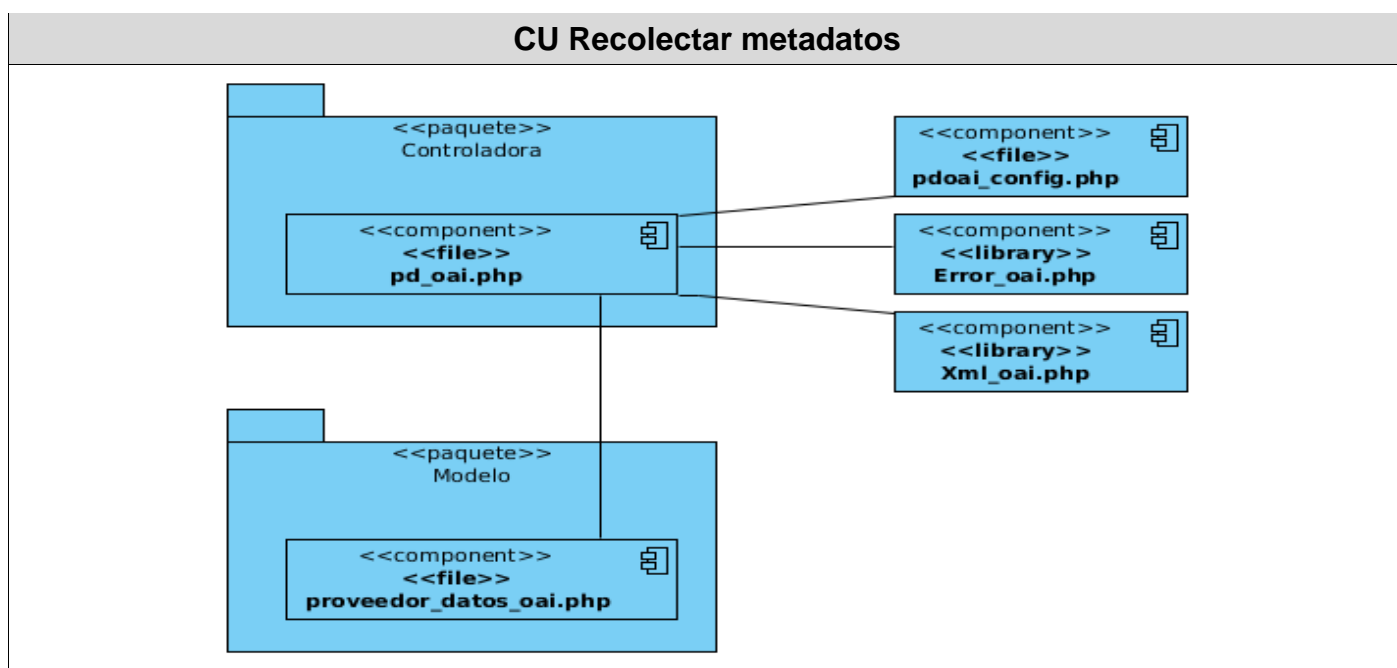 CU Recolectar metadatos
<<paquete>>
Controladora
<<component>>
<<file>>
pd_oai.php
<<component>>
<<file>>
pdoai_config.php
<<component>>
<<library>>
Error_oai.php
<<component>>
<<library>>
Xml_oai.php
<<paquete>>
Modelo
<<component>>
<<file>>
proveedor_datos_oai.php